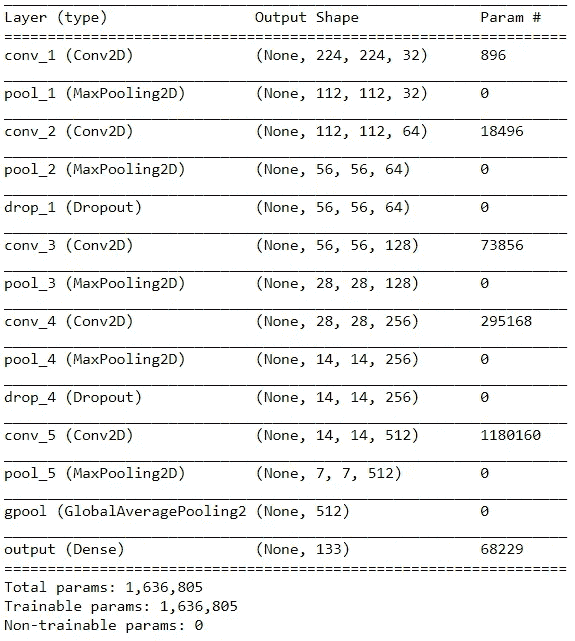 Layer (type) Output Shape Param #
conv_1 (Conv2D) (None, 224, 224, 32) 896
pool_1 (MaxPooling2D) (None, 112, 112, 32) 0
conv_2 (Conv2D) (None, 112, 112, 64) 18496
pool_2 (MaxPooling2D) (None, 56, 56, 64) 0
drop_1 (Dropout) (None, 56, 56, 64) 0
conv_3 (Conv2D) (None, 56, 56, 128) 73856
pool_3 (MaxPooling2D) (None, 28, 28, 128) 0
conv_4 (Conv2D) (None, 28, 28, 256) 295168
pool_4 (MaxPooling2D) (None, 14, 14, 256) 0
drop_4 (Dropout) (None, 14, 14, 256) 0
conv_5 (Conv2D) (None, 14, 14, 512) 1180160
pool_5 (MaxPooling2D) (None, 7, 7, 512) 0
gpool (GlobalAveragePooling2 (None, 512) 0
output (Dense) (None, 133) 68229
Total params: 1,636,805
Trainable params: 1,636,805
Non-trainable params: 0